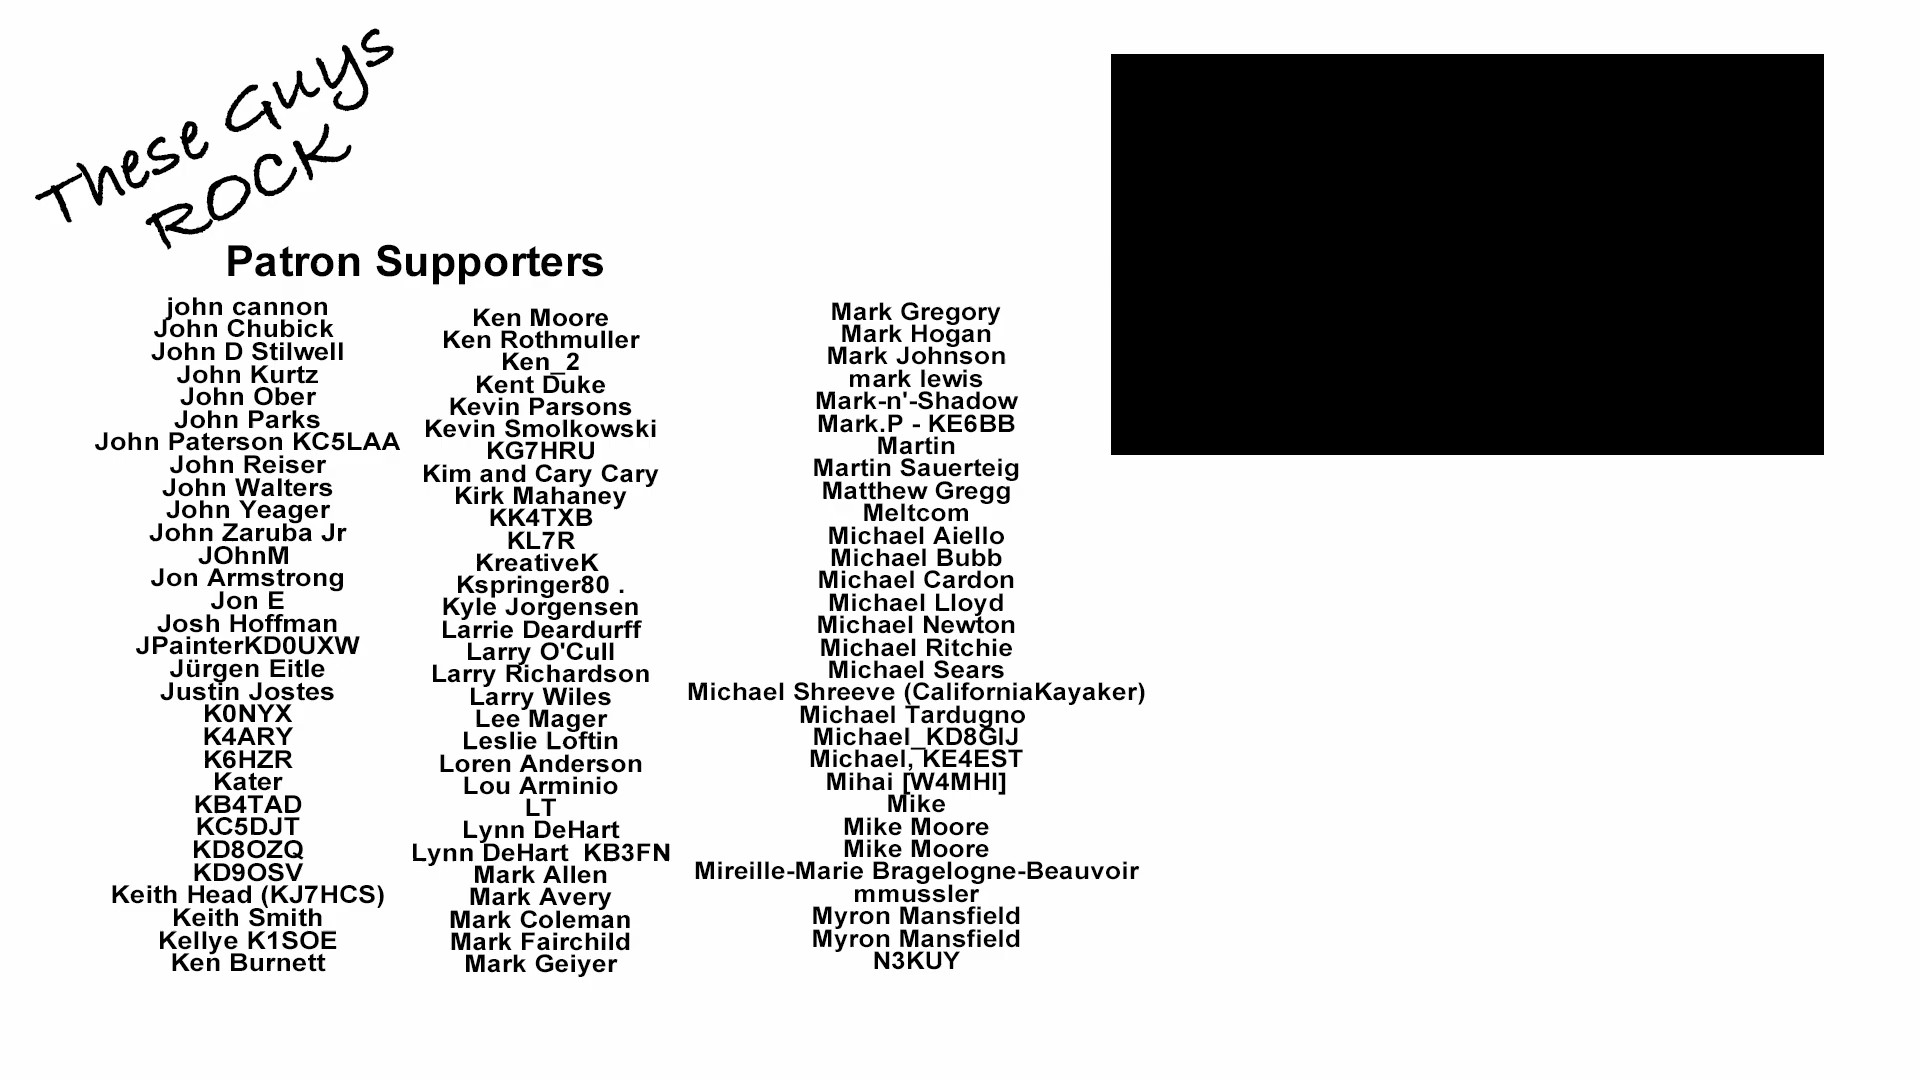 These Guys
ROCK
Patron Supporters
john cannon
John Chubick
John D Stilwell
John Kurtz
John Ober
John Parks
John Paterson KC5LAA
John Reiser
John Walters
John Yeager
John Zaruba Jr
JOhnM
Jon Armstrong
Jon E
Josh Hoffman
JPainterKD0UXW
Jürgen Eitle
Justin Jostes
K0NYX
K4ARY
K6HZR
Kater
KB4TAD
KC5DJT
KD8OZQ
KD9OSV
Keith Head (KJ7HCS)
Keith Smith
Kellye K1SOE
Ken Burnett
Ken Moore
Ken Rothmuller
Ken_2
Kent Duke
Kevin Parsons
Kevin Smolkowski
KG7HRU
Kim and Cary Cary
Kirk Mahaney
KK4TXB
KL7R
KreativeK
Kspringer80 .
Kyle Jorgensen
Larrie Deardurff
Larry O'Cull
Larry Richardson
Larry Wiles
Lee Mager
Leslie Loftin
Loren Anderson
Lou Arminio
LT
Lynn DeHart
Lynn DeHart  KB3FN
Mark Allen
Mark Avery
Mark Coleman
Mark Fairchild
Mark Geiyer
Mark Gregory
Mark Hogan
Mark Johnson
mark lewis
Mark-n'-Shadow
Mark.P - KE6BB
Martin
Martin Sauerteig
Matthew Gregg
Meltcom
Michael Aiello
Michael Bubb
Michael Cardon
Michael Lloyd
Michael Newton
Michael Ritchie
Michael Sears
Michael Shreeve (CaliforniaKayaker)
Michael Tardugno
Michael_KD8GIJ
Michael, KE4EST
Mihai [W4MHI]
Mike
Mike Moore
Mike Moore
Mireille-Marie Bragelogne-Beauvoir
mmussler
Myron Mansfield
Myron Mansfield
N3KUY